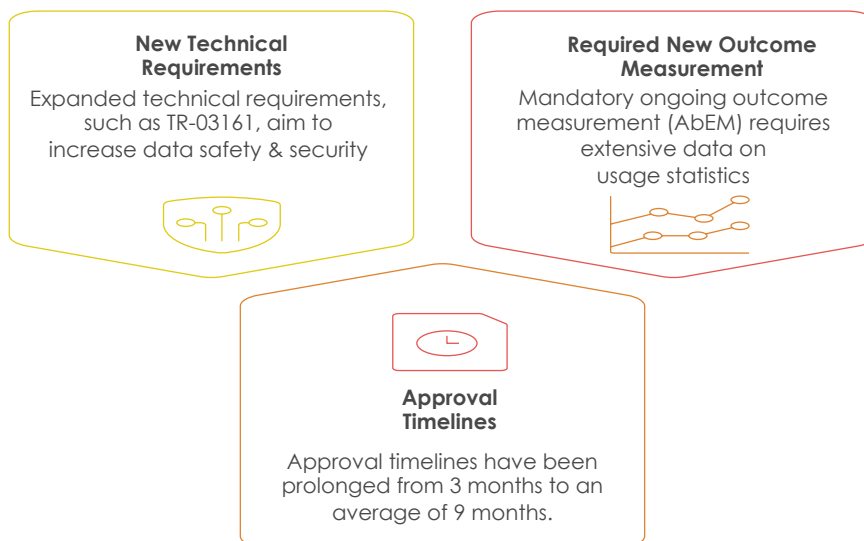 New Technical
Requirements
Expanded technical requirements,
such as TR-03161, aim to
increase data safety & security
Required New Outcome
Measurement
Mandatory ongoing outcome
measurement (AbEM) requires
extensive data on
usage statistics
Approval
Timelines
Approval timelines have been
prolonged from 3 months to an
average of 9 months.